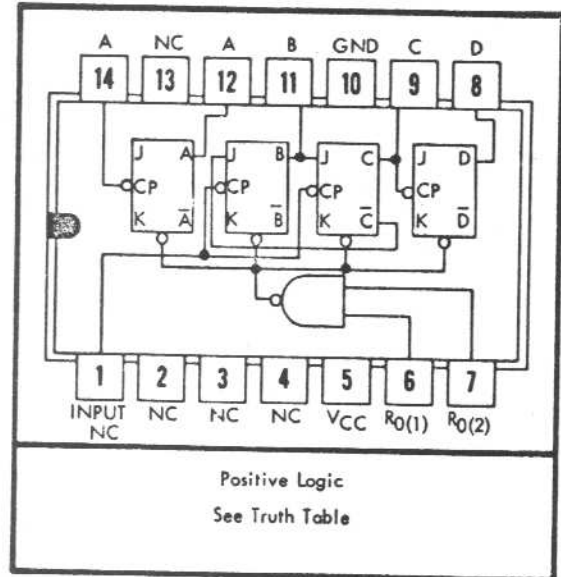 A NC A B GND C D
14 13 12 11 10 9 8
J A J B J C J D
CP CP CP CP
K A̅ K B̅ K C̅ K D̅
1 2 3 4 5 6 7
INPUT NC NC NC VCC R0(1) R0(2)
NC
Positive Logic
See Truth Table